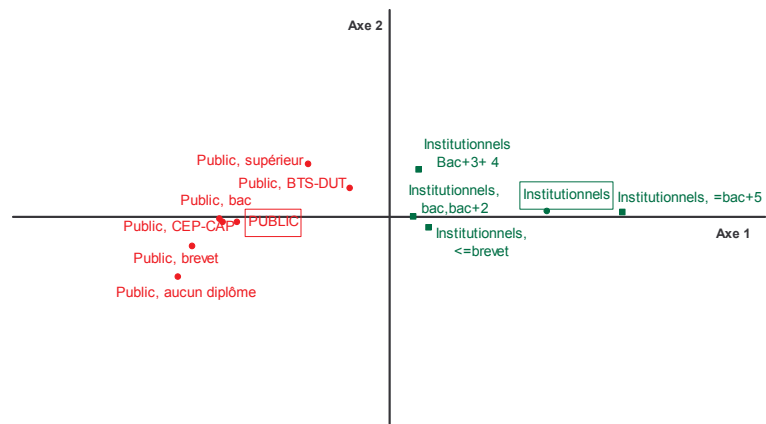 Axe 2
Institutionnels
Bac+3+ 4
Public, supérieur
Public, BTS-DUT
Public, bac
Institutionnels,
bac,bac+2
Institutionnels
Institutionnels, =bac+5
Public, CEP-CAP
PUBLIC
Axe 1
Institutionnels,
<=brevet
Public, brevet
Public, aucun diplôme